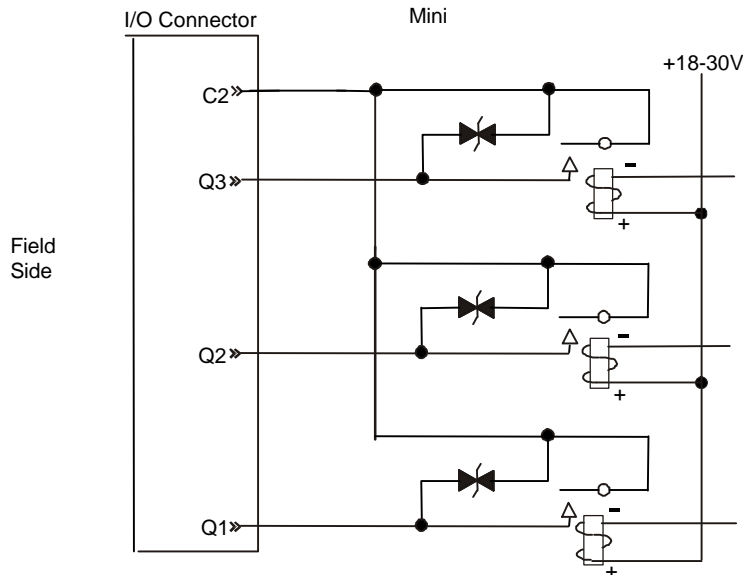 I/O Connector
Mini
+18-30V
C2
Q3
-
+
Field
Side
Q2
-
+
Q1
-
+